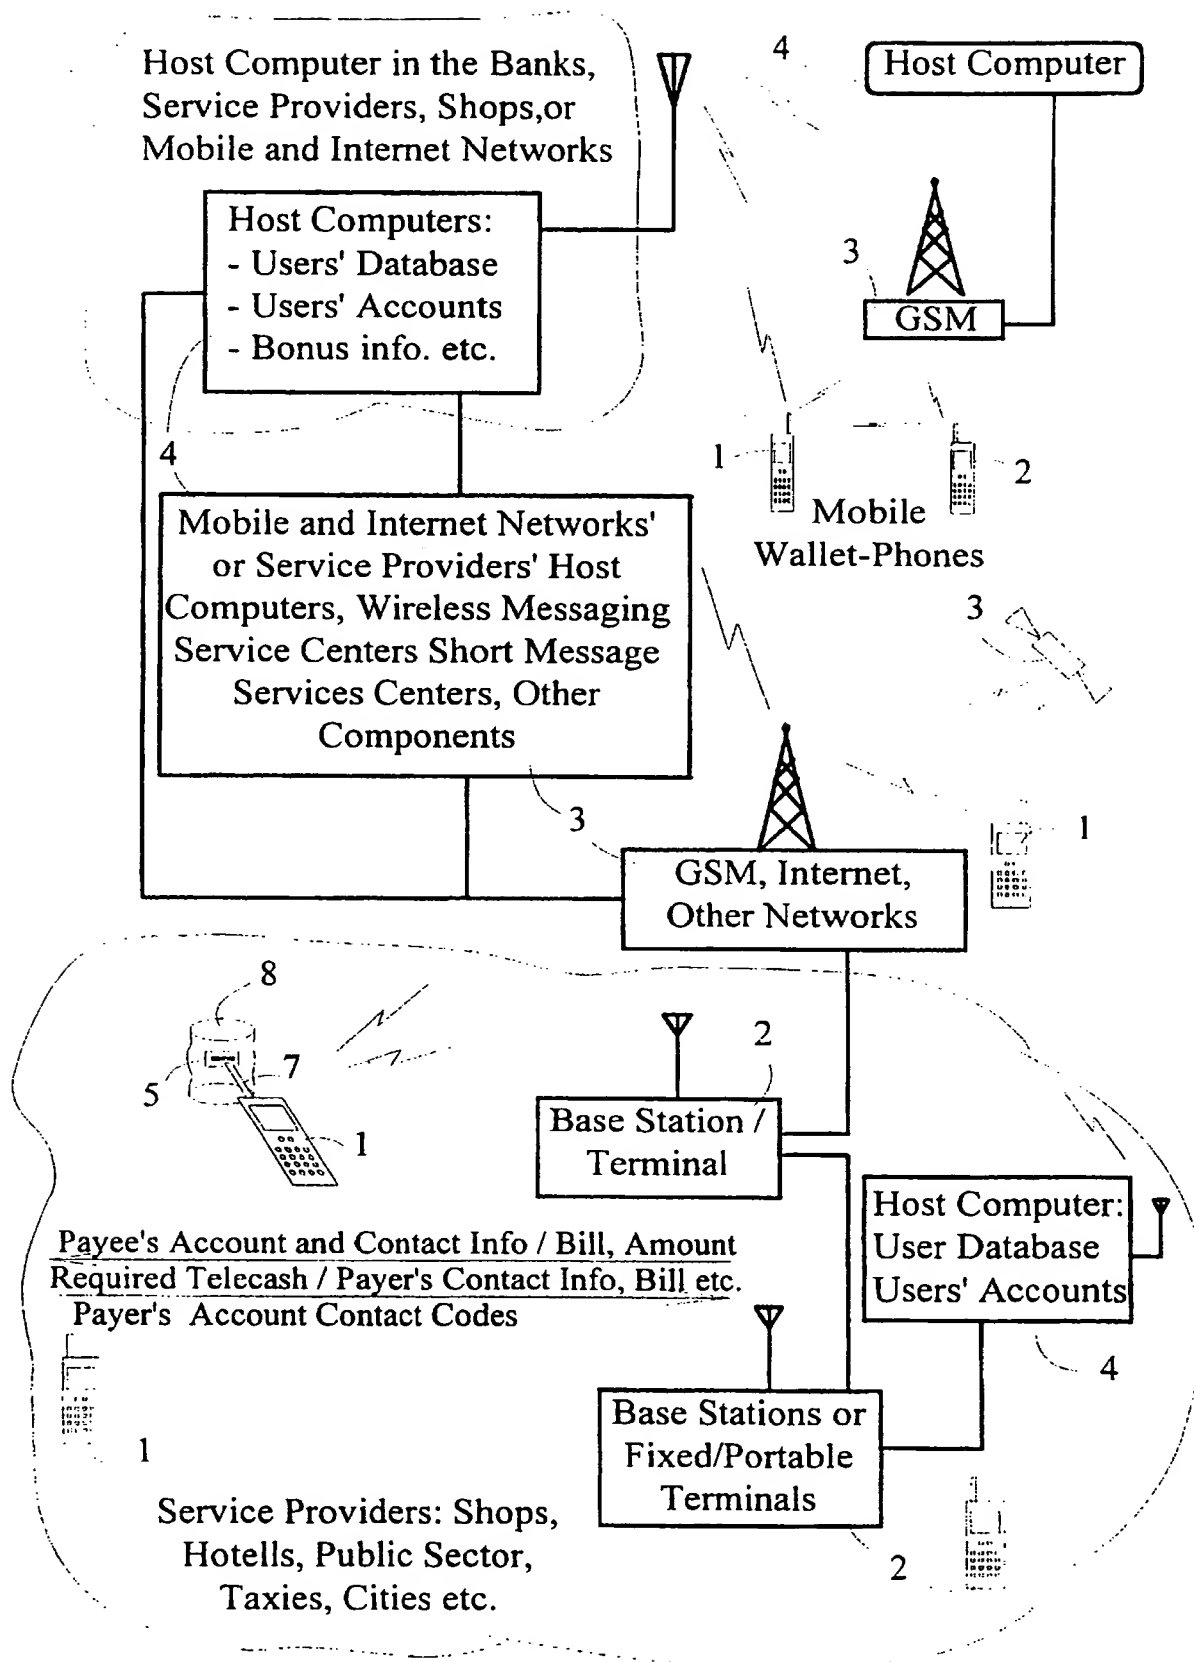 Host Computer in the Banks,
Service Providers, Shops,or
Mobile and Internet Networks
4
Host Computer
Host Computers:
- Users' Database
- Users' Accounts
- Bonus info. etc.
3
GSM
4
1
2
Mobile
Wallet-Phones
Mobile and Internet Networks'
or Service Providers' Host
Computers, Wireless Messaging
Service Centers Short Message
Services Centers, Other
Components
3
3
1
GSM, Internet,
Other Networks
8
5
7
1
2
Base Station /
Terminal
Host Computer:
User Database
Users' Accounts
4
Payee's Account and Contact Info / Bill, Amount
Required Telecash / Payer's Contact Info, Bill etc.
Payer's Account Contact Codes
1
Base Stations or
Fixed/Portable
Terminals
2
Service Providers: Shops,
Hotells, Public Sector,
Taxies, Cities etc.